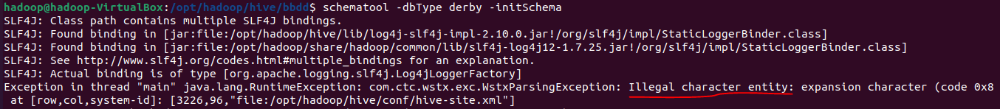 hadoop@hadoop-VirtualBox:/opt/hadoop/hive/bbdd$ schematool -dbType derby -initSchema
SLF4J: Class path contains multiple SLF4J bindings.
SLF4J: Found binding in [jar:file:/opt/hadoop/hive/lib/log4j-slf4j-impl-2.10.0.jar!/org/slf4j/impl/StaticLoggerBinder.class]
SLF4J: Found binding in [jar:file:/opt/hadoop/share/hadoop/common/lib/slf4j-log4j12-1.7.25.jar!/org/slf4j/impl/StaticLoggerBinder.class]
SLF4J: See http://www.slf4j.org/codes.html#multiple_bindings for an explanation.
SLF4J: Actual binding is of type [org.apache.logging.slf4j.Log4jLoggerFactory]
Exception in thread "main" java.lang.RuntimeException: com.ctc.wstx.exc.WstxParsingException: Illegal character entity: expansion character (code 0x8
 at [row,col,system-id]: [3226,96,"file:/opt/hadoop/hive/conf/hive-site.xml"]